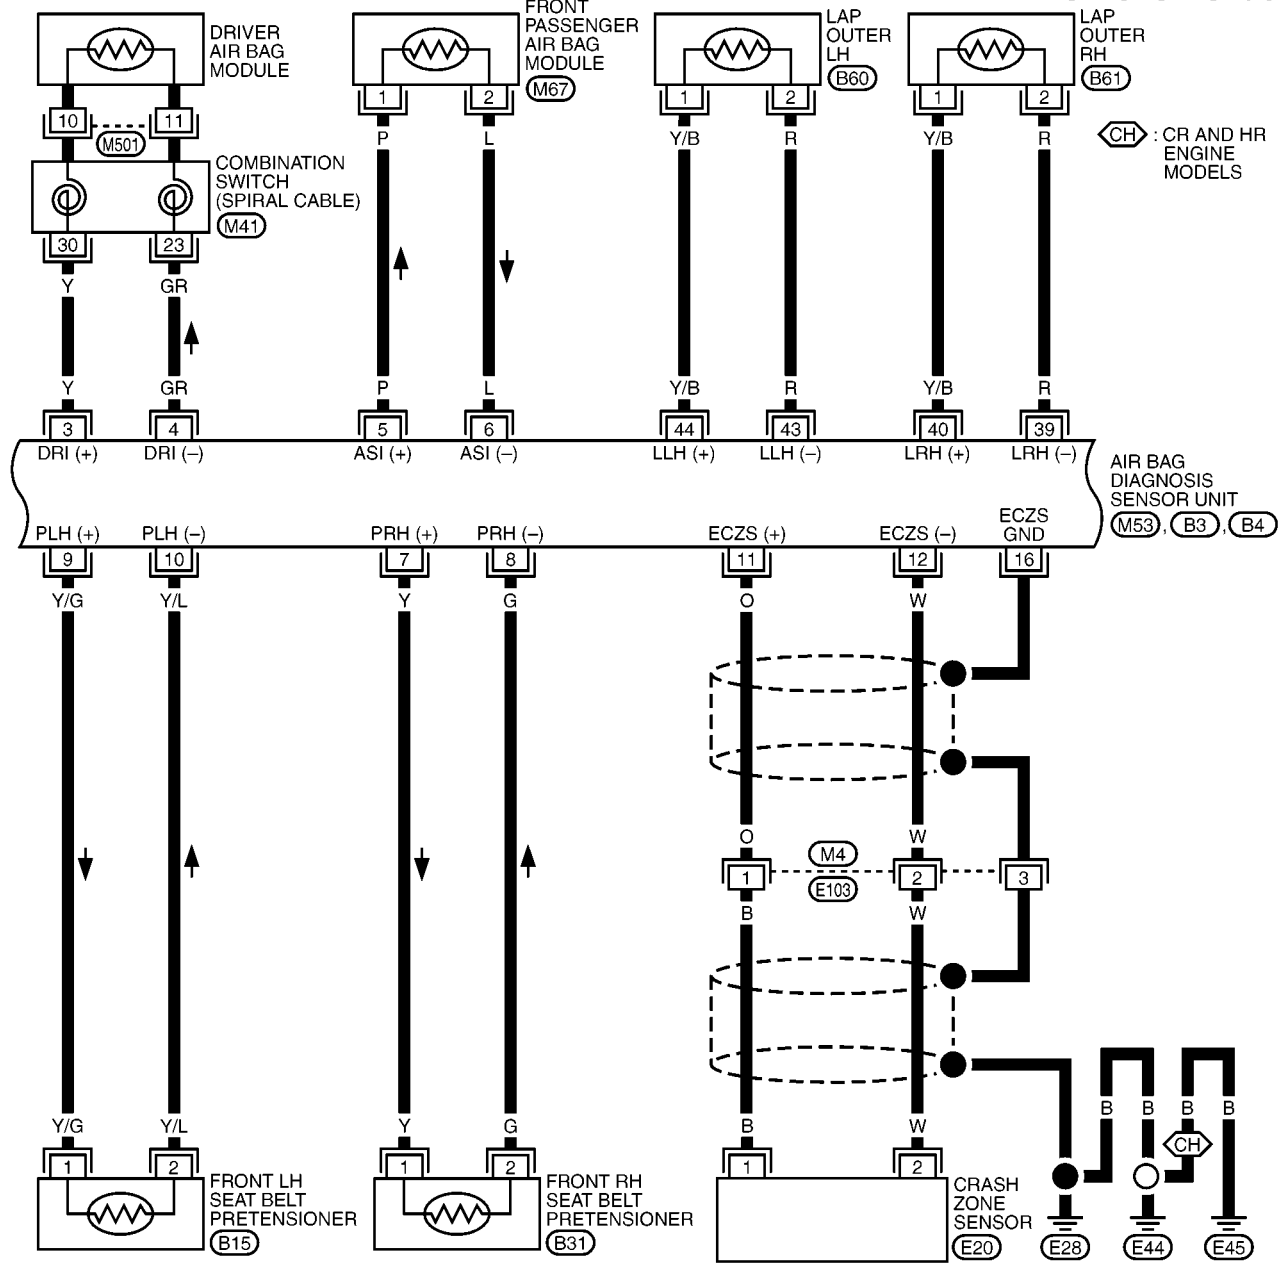 DRIVER
AIR BAG
MODULE
FRONT
PASSENGER
AIR BAG
MODULE
M67
LAP
OUTER
LH
B60
LAP
OUTER
RH
B61
1
2
1
2
1
2
10
11
M501
P
L
Y/B
R
Y/B
R
CH : CR AND HR
ENGINE
MODELS
COMBINATION
SWITCH
(SPIRAL CABLE)
M41
30
23
Y
GR
Y
GR
P
L
Y/B
R
Y/B
R
3
4
5
6
44
43
40
39
DRI (+)
DRI (–)
ASI (+)
ASI (–)
LLH (+)
LLH (–)
LRH (+)
LRH (–)
AIR BAG
DIAGNOSIS
SENSOR UNIT
M53 , B3 , B4
PLH (+)
PLH (–)
PRH (+)
PRH (–)
ECZS (+)
ECZS (–)
ECZS
GND
9
10
7
8
11
12
16
Y/G
Y/L
Y
G
O
W
O
W
M4
E103
1
2
3
B
W
Y/G
Y/L
Y
G
B
W
B
B
B
B
CH
1
2
1
2
1
2
FRONT LH
SEAT BELT
PRETENSIONER
B15
FRONT RH
SEAT BELT
PRETENSIONER
B31
CRASH
ZONE
SENSOR
E20
E28
E44
E45